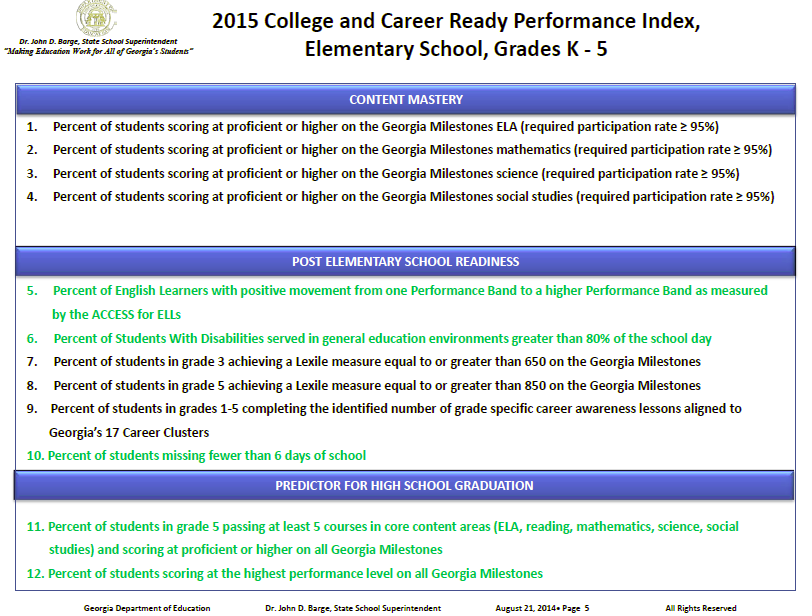 Dr. John D. Barge, State School Superintendent
"Making Education Work for All of Georgia's Students"
2015 College and Career Ready Performance Index,
Elementary School, Grades K - 5
CONTENT MASTERY
1. Percent of students scoring at proficient or higher on the Georgia Milestones ELA (required participation rate ≥ 95%)
2. Percent of students scoring at proficient or higher on the Georgia Milestones mathematics (required participation rate ≥ 95%)
3. Percent of students scoring at proficient or higher on the Georgia Milestones science (required participation rate ≥ 95%)
4. Percent of students scoring at proficient or higher on the Georgia Milestones social studies (required participation rate ≥ 95%)
POST ELEMENTARY SCHOOL READINESS
5. Percent of English Learners with positive movement from one Performance Band to a higher Performance Band as measured
by the ACCESS for ELLs
6. Percent of Students With Disabilities served in general education environments greater than 80% of the school day
7. Percent of students in grade 3 achieving a Lexile measure equal to or greater than 650 on the Georgia Milestones
8. Percent of students in grade 5 achieving a Lexile measure equal to or greater than 850 on the Georgia Milestones
9. Percent of students in grades 1-5 completing the identified number of grade specific career awareness lessons aligned to
Georgia's 17 Career Clusters
10. Percent of students missing fewer than 6 days of school
PREDICTOR FOR HIGH SCHOOL GRADUATION
11. Percent of students in grade 5 passing at least 5 courses in core content areas (ELA, reading, mathematics, science, social
studies) and scoring at proficient or higher on all Georgia Milestones
12. Percent of students scoring at the highest performance level on all Georgia Milestones
Georgia Department of Education Dr. John D. Barge, State School Superintendent August 21, 2014• Page 5 All Rights Reserved